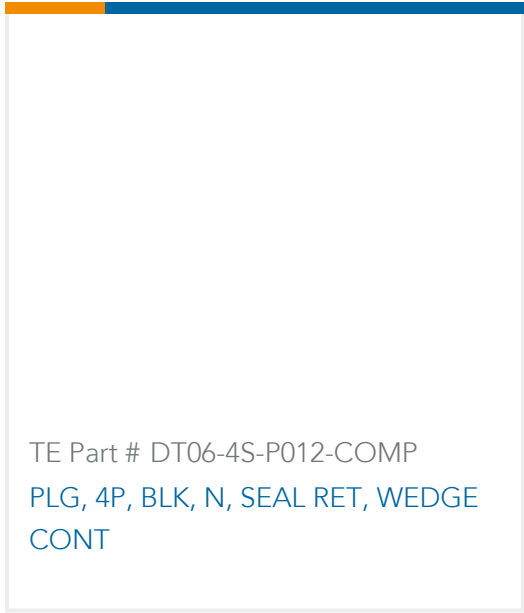 TE Part # DT06-4S-P012-COMP
PLG, 4P, BLK, N, SEAL RET, WEDGE
CONT